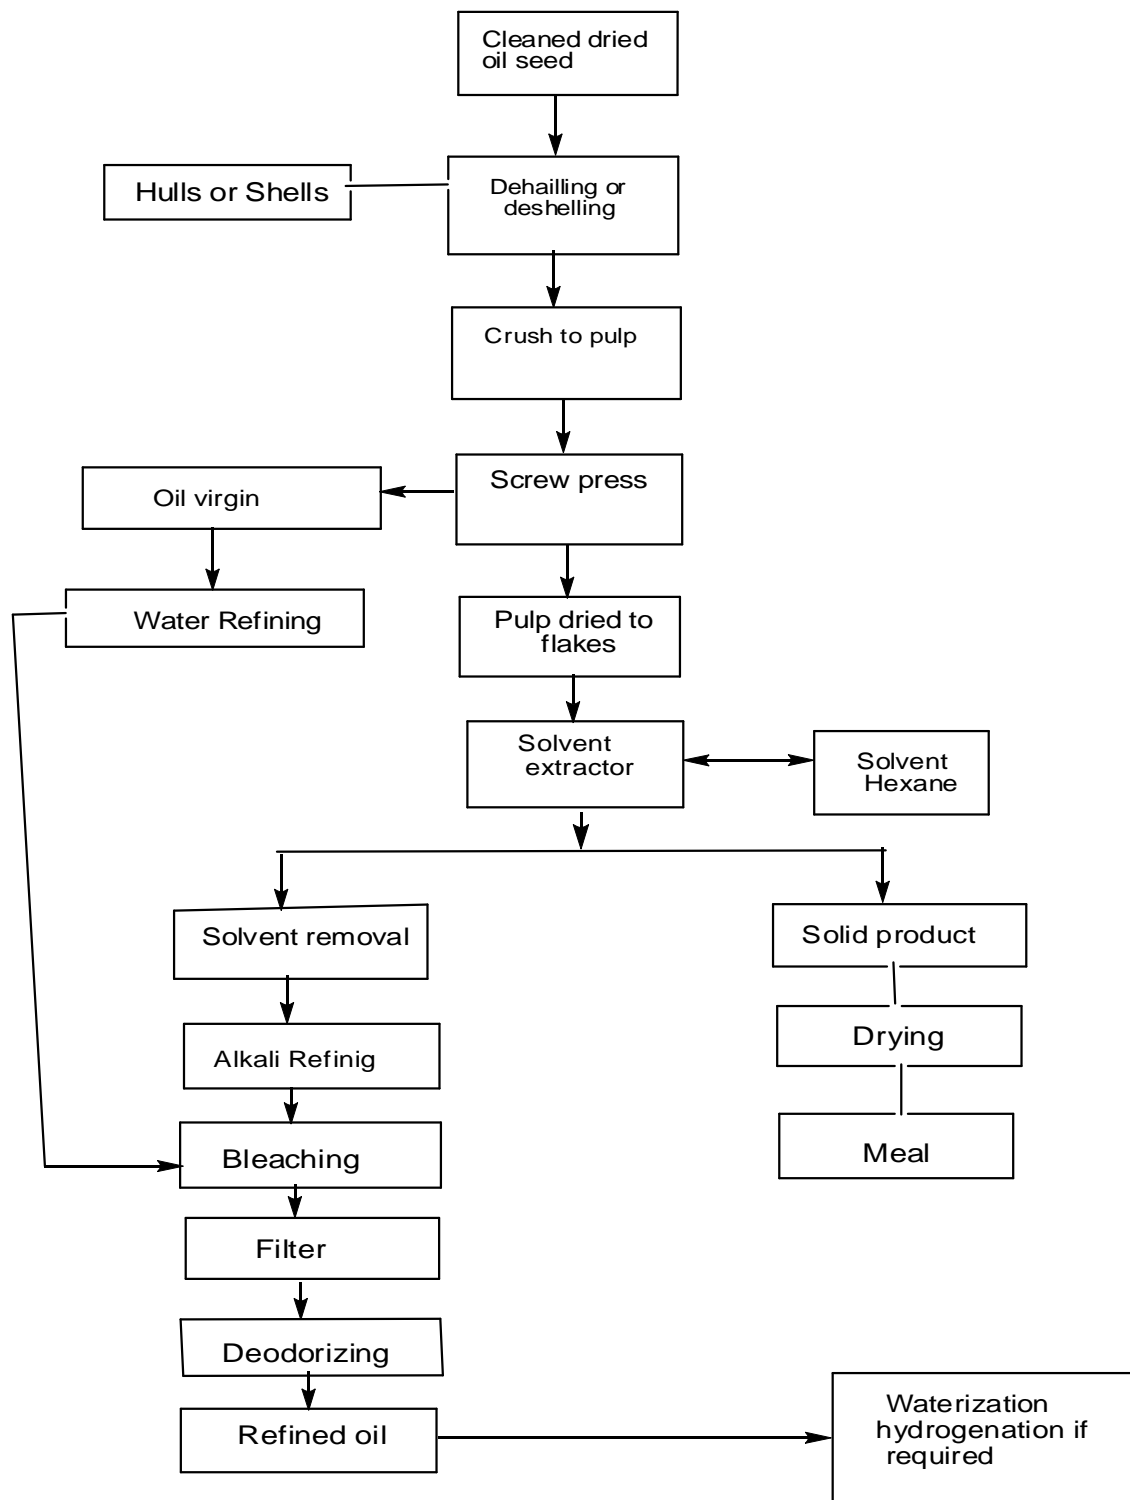 Cleaned dried
oil seed
Hulls or Shells
Dehailling or
deshelling
Crush to pulp
Screw press
Oil virgin
Water Refining
Pulp dried to
flakes
Solvent
extractor
Solvent
Hexane
Solvent removal
Solid product
Alkali Refinig
Drying
Bleaching
Meal
Filter
Deodorizing
Refined oil
Waterization
hydrogenation if
required